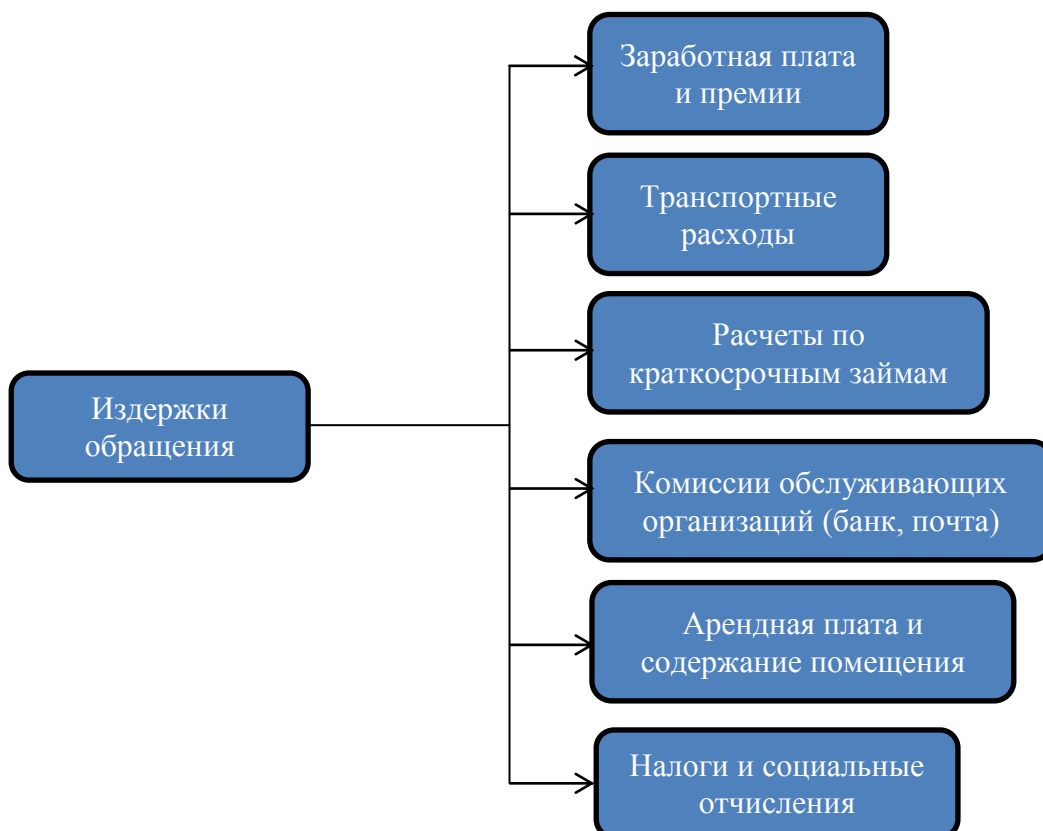 Заработная плата
и премии
Транспортные
расходы
Расчеты по
краткосрочным займам
Издержки
обращения
Комиссии обслуживающих
организаций (банк, почта)
Арендная плата и
содержание помещения
Налоги и социальные
отчисления